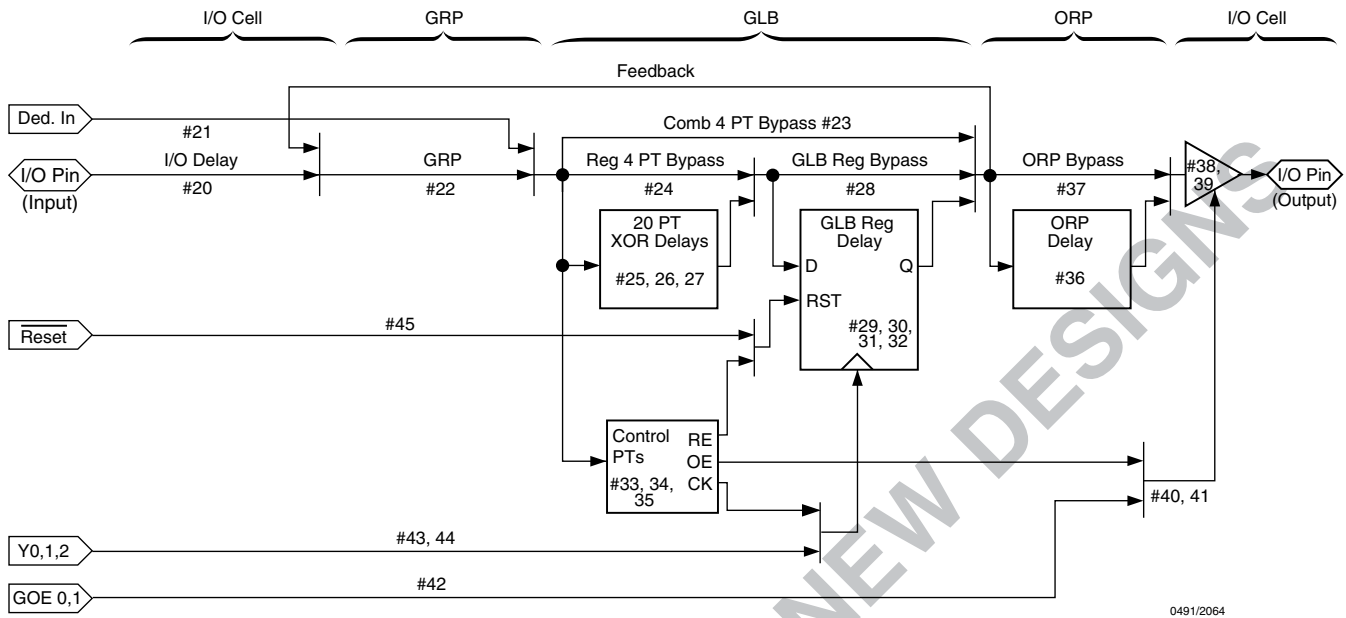 I/O Cell
GRP
GLB
ORP
I/O Cell
Feedback
Ded. In
#21
Comb 4 PT Bypass #23
I/O Pin
(Input)
I/O Delay
#20
GRP
#22
Reg 4 PT Bypass
#24
GLB Reg Bypass
#28
ORP Bypass
#37
#38,
39
I/O Pin
(Output)
20 PT
XOR Delays
#25, 26, 27
GLB Reg
Delay
D
Q
RST
#29, 30,
31, 32
ORP
Delay
#36
Reset
#45
Control
PTs
#33, 34,
35
RE
OE
CK
#40, 41
Y0,1,2
#43, 44
GOE 0,1
#42
NEW DESIGNS
0491/2064